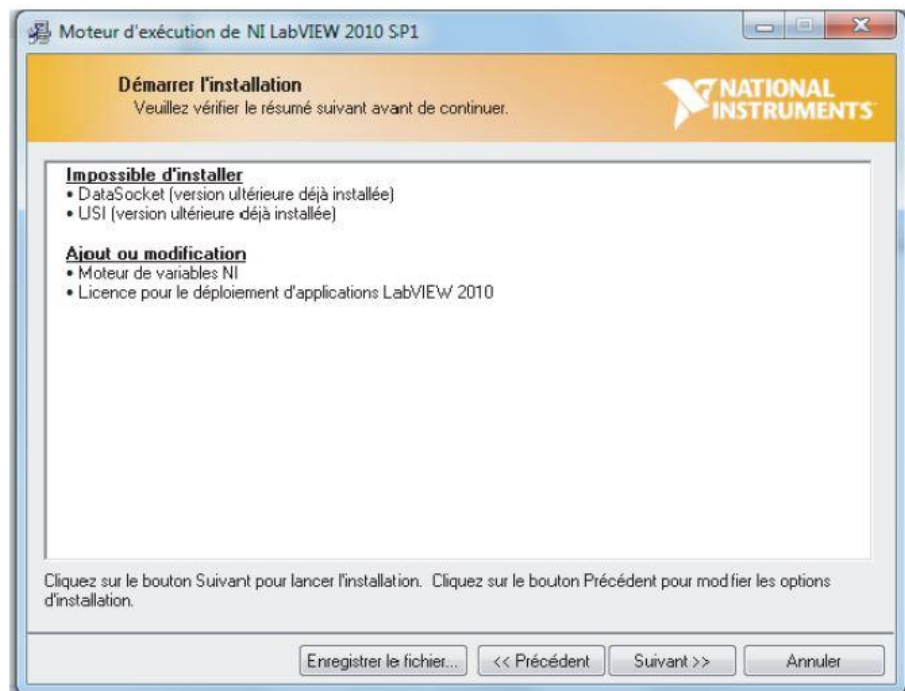 Moteur d'exécution de NI LabVIEW 2010 SP1
Démarrer l'installation
Veuillez vérifier le résumé suivant avant de continuer.
NATIONAL
INSTRUMENTS
Impossible d'installer
• DataSocket (version ultérieure déjà installée)
• USI (version ultérieure déjà installée)
Ajout ou modification
• Moteur de variables NI
• Licence pour le déploiement d'applications LabVIEW 2010
Cliquez sur le bouton Suivant pour lancer l'installation. Cliquez sur le bouton Précédent pour mod fier les options
d'installation.
Enregistrer le fichier... << Précédent Suivant >> Annuler